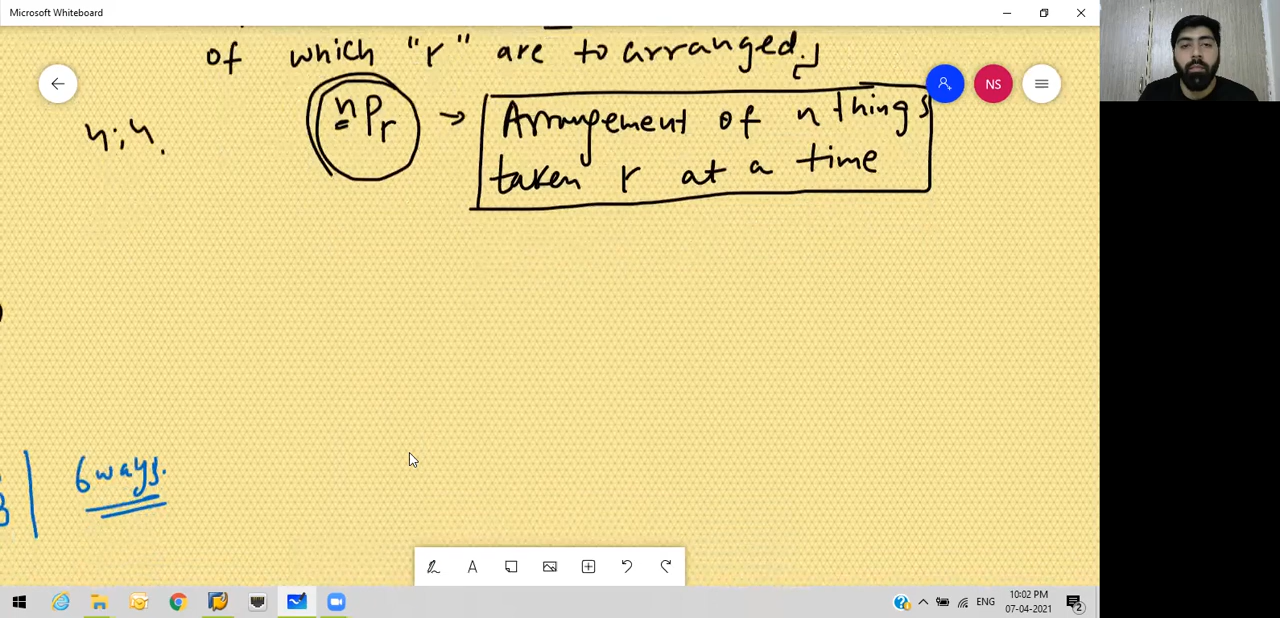 Microsoft Whiteboard
of which "r" are to arranged.
nPr → Arrangement of n things
taken r at a time
NS
6 ways.
ENG
10:02 PM
07-04-2021
2